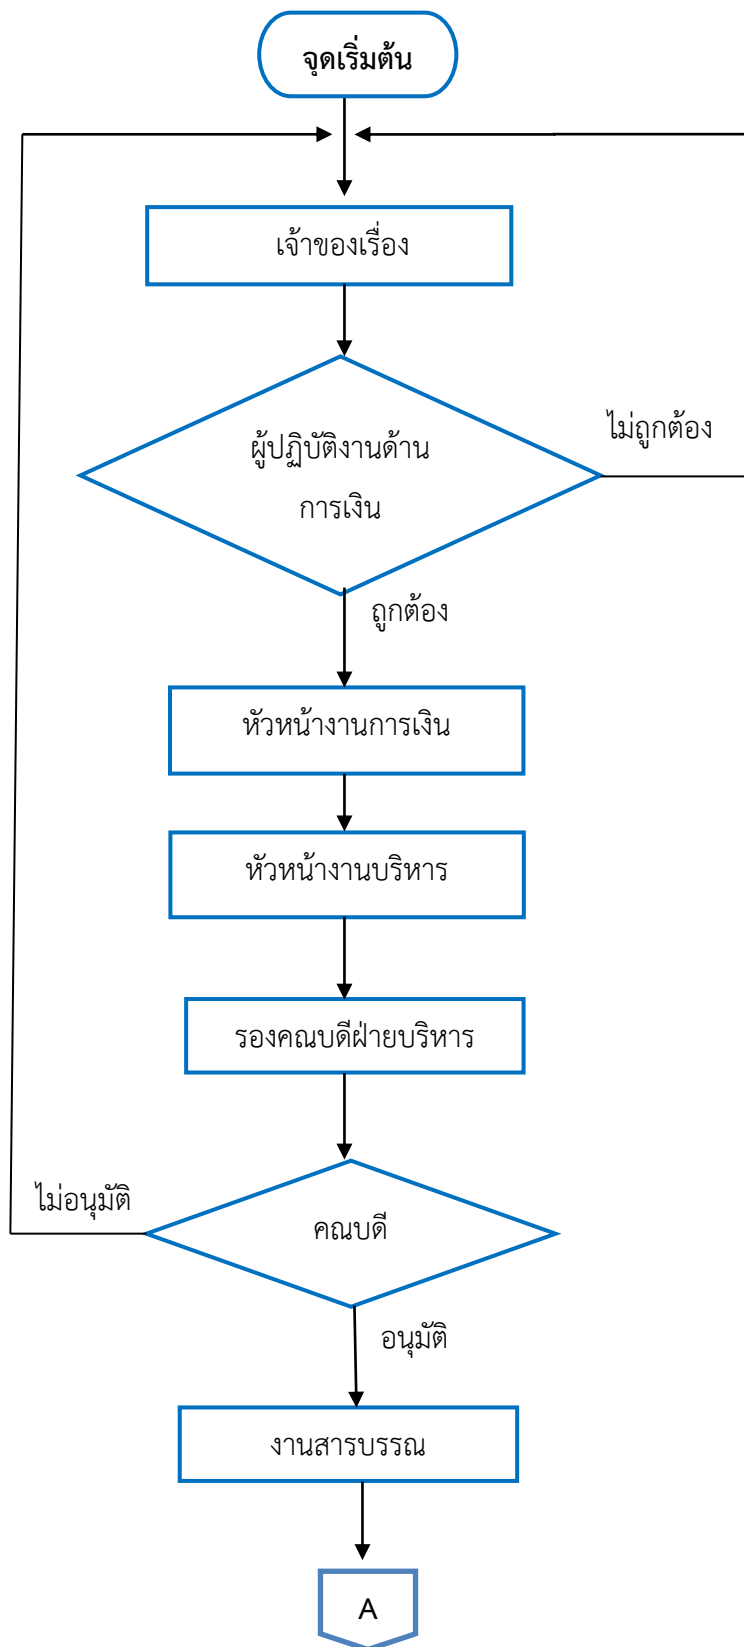 จุดเริ่มต้น
เจ้าของเรื่อง
ผู้ปฏิบัติงานด้าน
การเงิน
ไม่ถูกต้อง
ถูกต้อง
หัวหน้างานการเงิน
หัวหน้างานบริหาร
รองคณบดีฝ่ายบริหาร
ไม่อนุมัติ
คณบดี
อนุมัติ
งานสารบรรณ
A